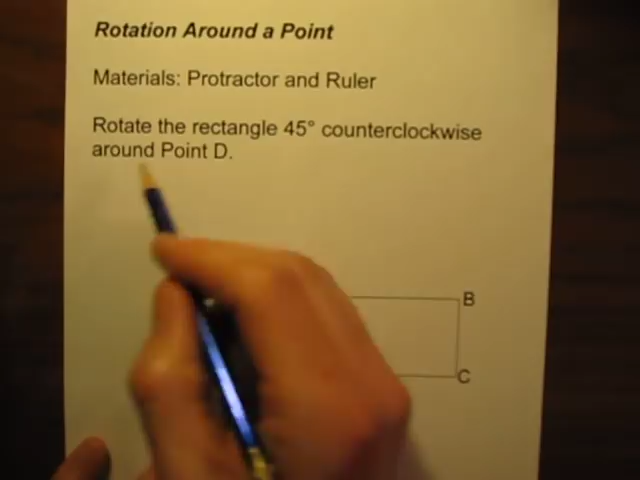 Rotation Around a Point
Materials: Protractor and Ruler
Rotate the rectangle 45° counterclockwise
around Point D.
B
C